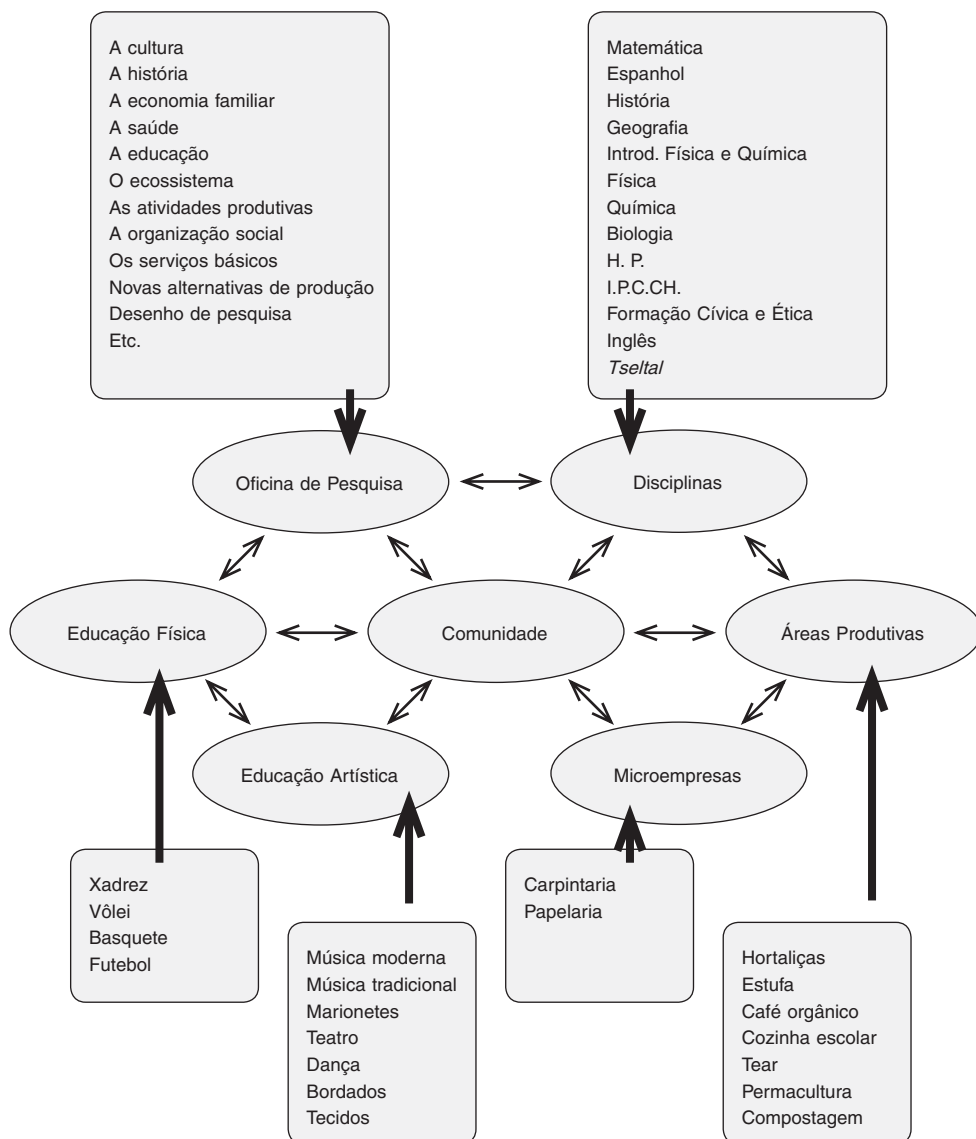 A cultura
A história
A economia familiar
A saúde
A educação
O ecossistema
As atividades produtivas
A organização social
Os serviços básicos
Novas alternativas de produção
Desenho de pesquisa
Etc.
Matemática
Espanhol
História
Geografia
Introd. Física e Química
Física
Química
Biologia
H. P.
I.P.C.CH.
Formação Cívica e Ética
Inglês
Tseltal
Oficina de Pesquisa
Disciplinas
Educação Física
Comunidade
Áreas Produtivas
Educação Artística
Microempresas
Xadrez
Vôlei
Basquete
Futebol
Música moderna
Música tradicional
Marionetes
Teatro
Dança
Bordados
Tecidos
Carpintaria
Papelaria
Hortaliças
Estufa
Café orgânico
Cozinha escolar
Tear
Permacultura
Compostagem